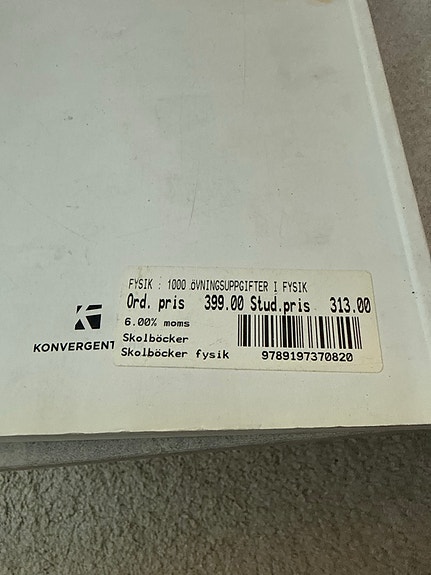 FYSIK : 1000 ÖVNINGSUPPGIFTER I FYSIK
Ord. pris 399.00 Stud.pris 313.00
6.00% moms
Skolböcker
Skolböcker fysik
9789197370820
KONVERGENT